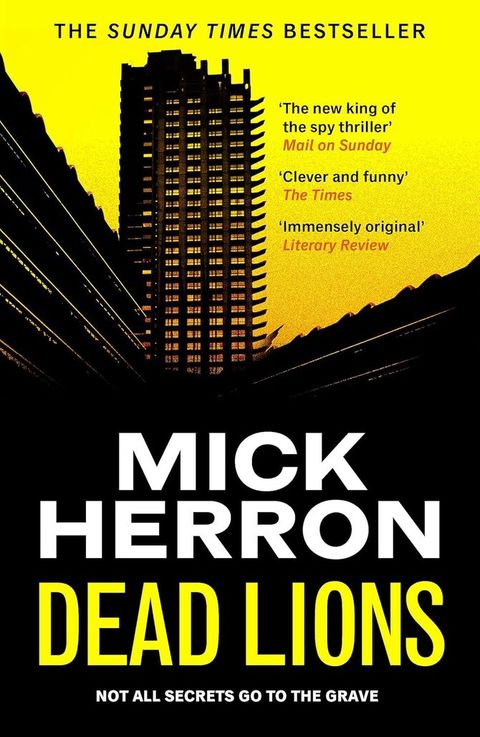 THE SUNDAY TIMES BESTSELLER
‘The new king of
the spy thriller’
Mail on Sunday
‘Clever and funny’
The Times
‘Immensely original’
Literary Review
MICK
HERRON
DEAD LIONS
NOT ALL SECRETS GO TO THE GRAVE